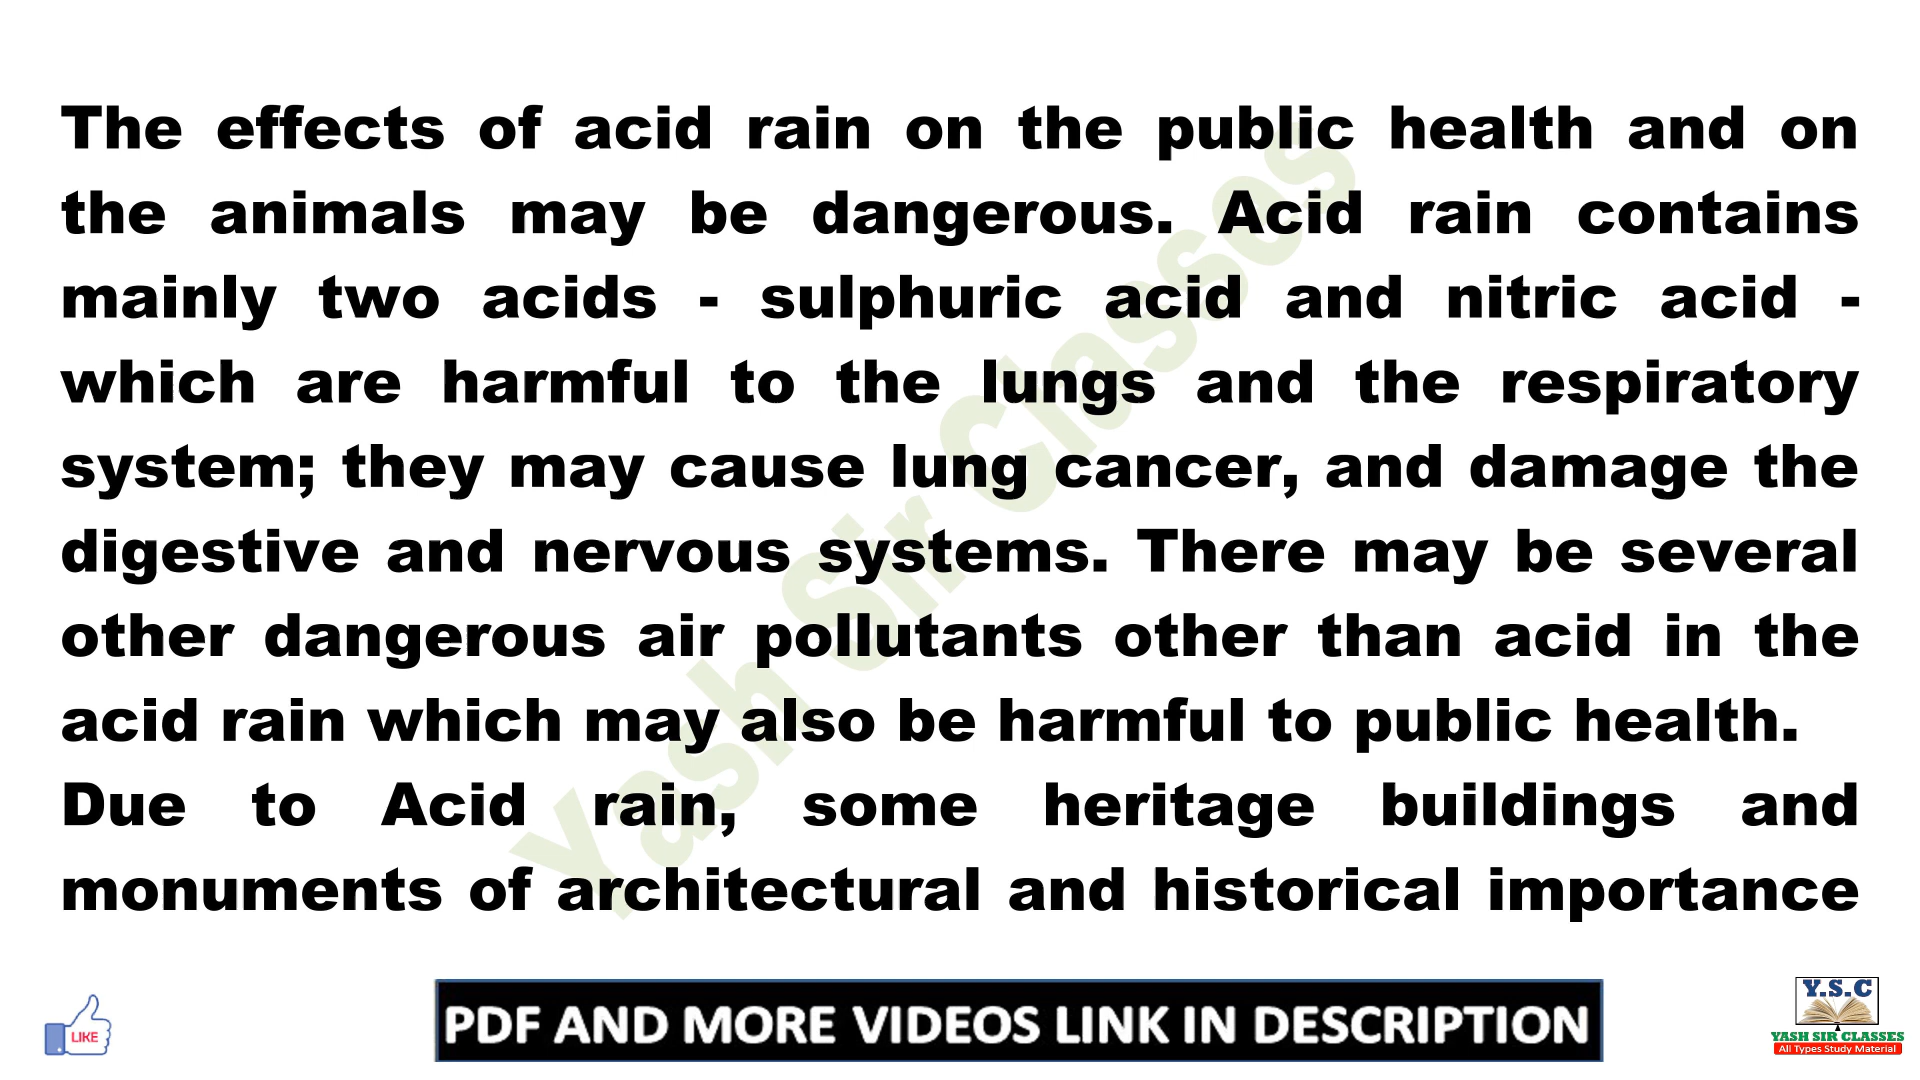 The effects of acid rain on the public health and on
the animals may be dangerous. Acid rain contains
mainly two acids - sulphuric acid and nitric acid -
which are harmful to the lungs and the respiratory
system; they may cause lung cancer, and damage the
digestive and nervous systems. There may be several
other dangerous air pollutants other than acid in the
acid rain which may also be harmful to public health.
Due to Acid rain, some heritage buildings and
monuments of architectural and historical importance
Yash Sir Classes
LIKE
PDF AND MORE VIDEOS LINK IN DESCRIPTION
Y.S.C
YASH SIR CLASSES
All Types Study Material